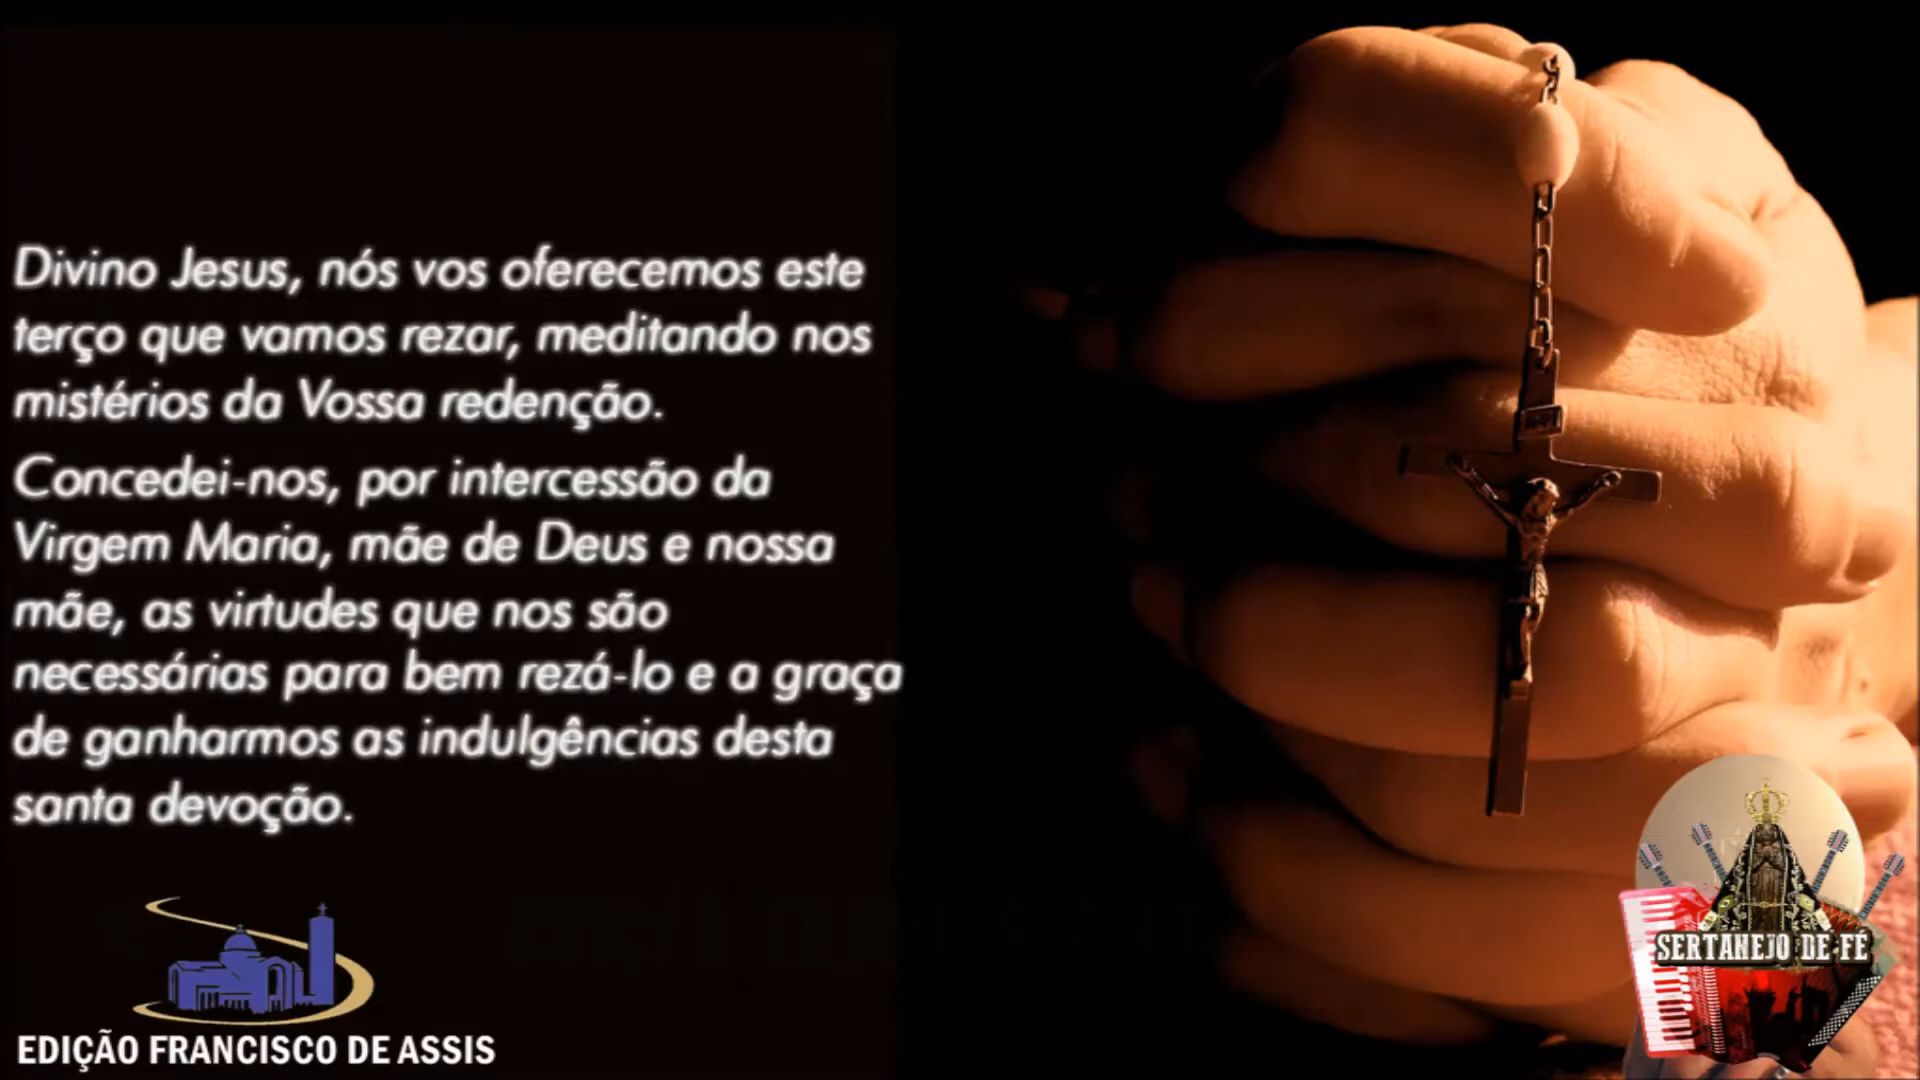 Divino Jesus, nós vos oferecemos este
terço que vamos rezar, meditando nos
mistérios da Vossa redenção.
Concedei-nos, por intercessão da
Virgem Maria, mãe de Deus e nossa
mãe, as virtudes que nos são
necessárias para bem rezá-lo e a graça
de ganharmos as indulgências desta
santa devoção.
EDIÇÃO FRANCISCO DE ASSIS
SERTANEJO DE FÉ